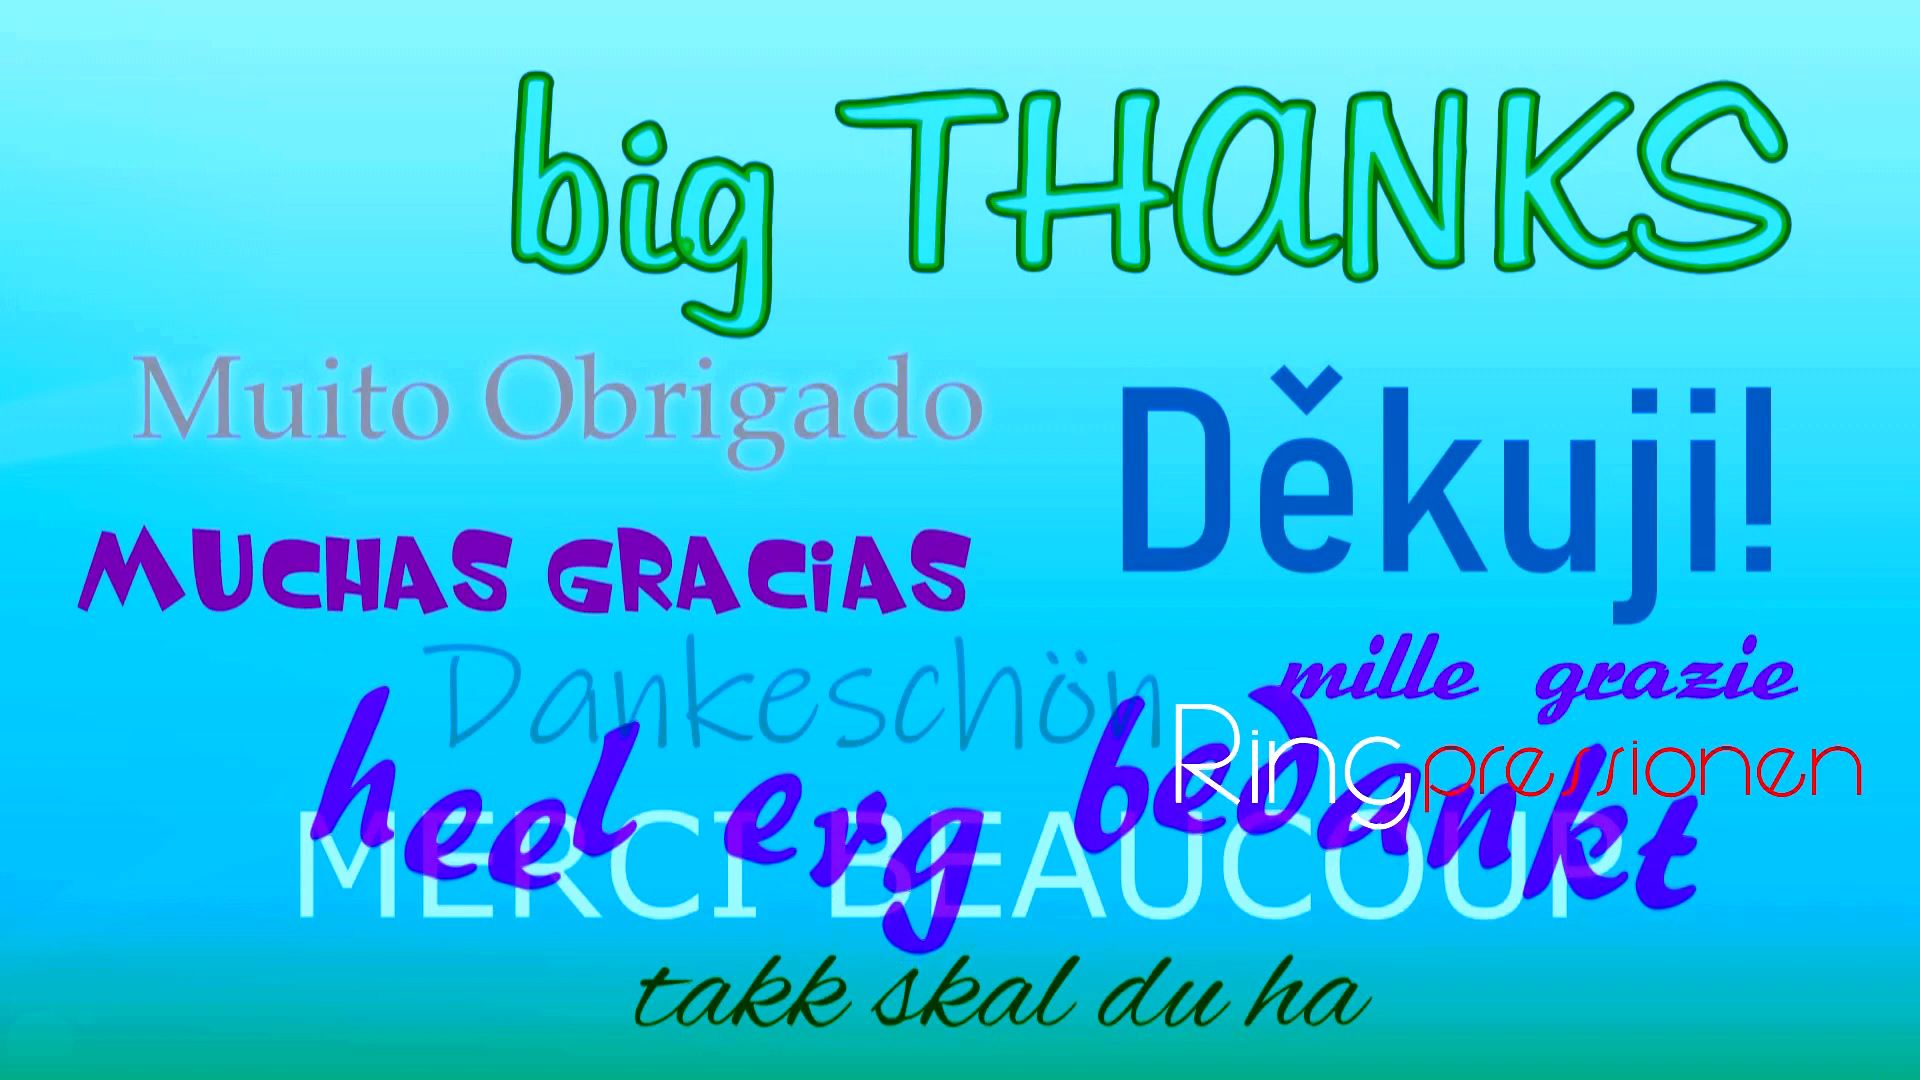 big THANKS
Muito Obrigado
Děkuji!
MUCHAS GRACiAS
Dankeschön
mille grazie
heel erg bedankt
Ringpressionen
MERCI BEAUCOUP
takk skal du ha